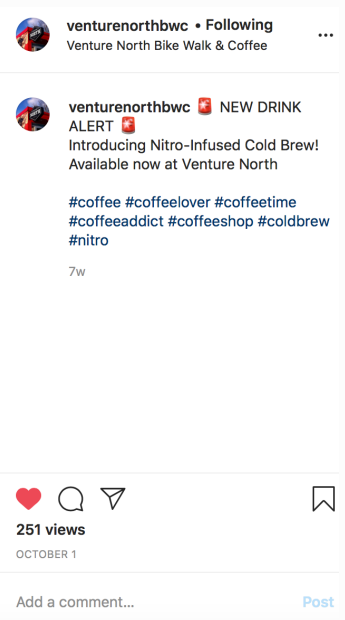 venturenorthbwc • Following
Venture North Bike Walk & Coffee
venturenorthbwc 🚨 NEW DRINK
ALERT 🚨
Introducing Nitro-Infused Cold Brew!
Available now at Venture North
#coffee #coffeelover #coffeetime
#coffeeaddict #coffeeshop #coldbrew
#nitro
7w
251 views
OCTOBER 1
Add a comment...
Post